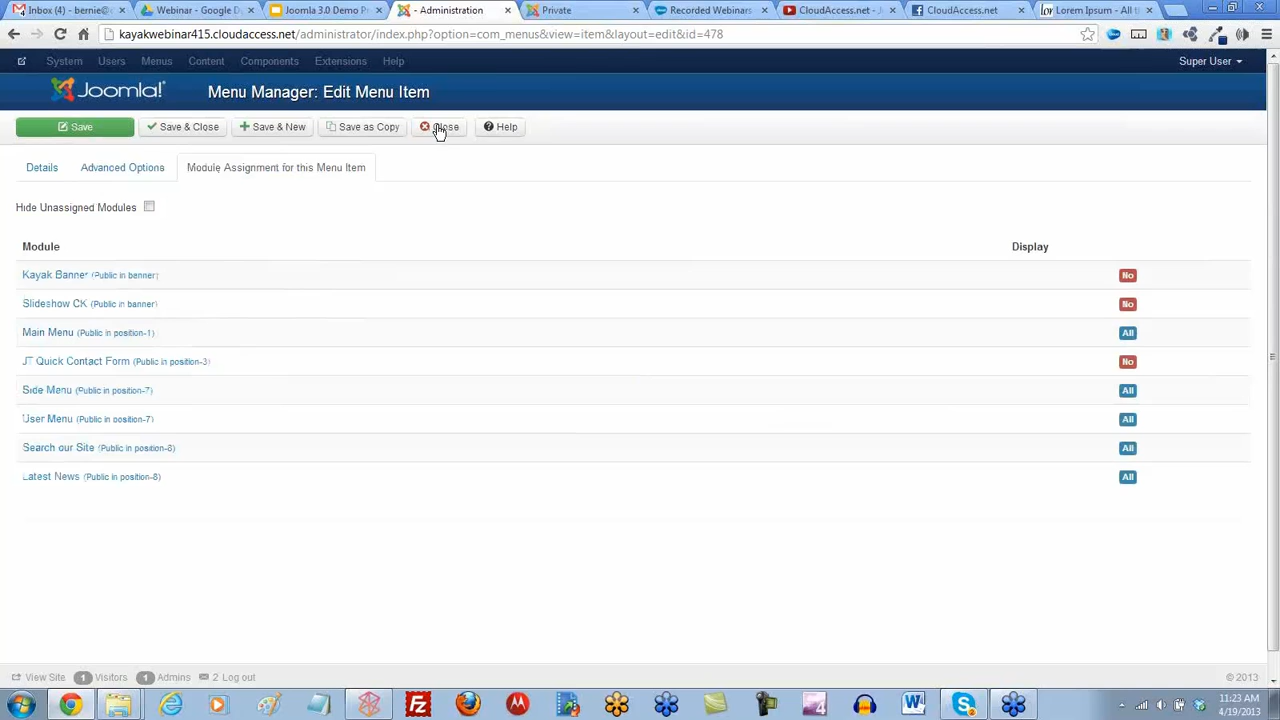 Inbox (4) - bernie@e
Webinar - Google D
Joomla 3.0 Demo P
- Administration
Private
Recorded Webinars
CloudAccess.net - J
CloudAccess.net
Lorem Ipsum - All t
kayakwebinar415.cloudaccess.net/administrator/index.php?option=com_menus&view=item&layout=edit&id=478
System Users Menus Content Components Extensions Help Super User
Joomla! Menu Manager: Edit Menu Item
Save Save & Close Save & New Save as Copy Close Help
Details Advanced Options Module Assignment for this Menu Item
Hide Unassigned Modules
Module Display
Kayak Banner (Public in banner) No
Slideshow CK (Public in banner) No
Main Menu (Public in position-1) All
JT Quick Contact Form (Public in position-3) No
Side Menu (Public in position-7) All
User Menu (Public in position-7) All
Search our Site (Public in position-8) All
Latest News (Public in position-8) All
View Site 1 Visitors 1 Admins 2 Log out © 2013
11:23 AM
4/19/2013